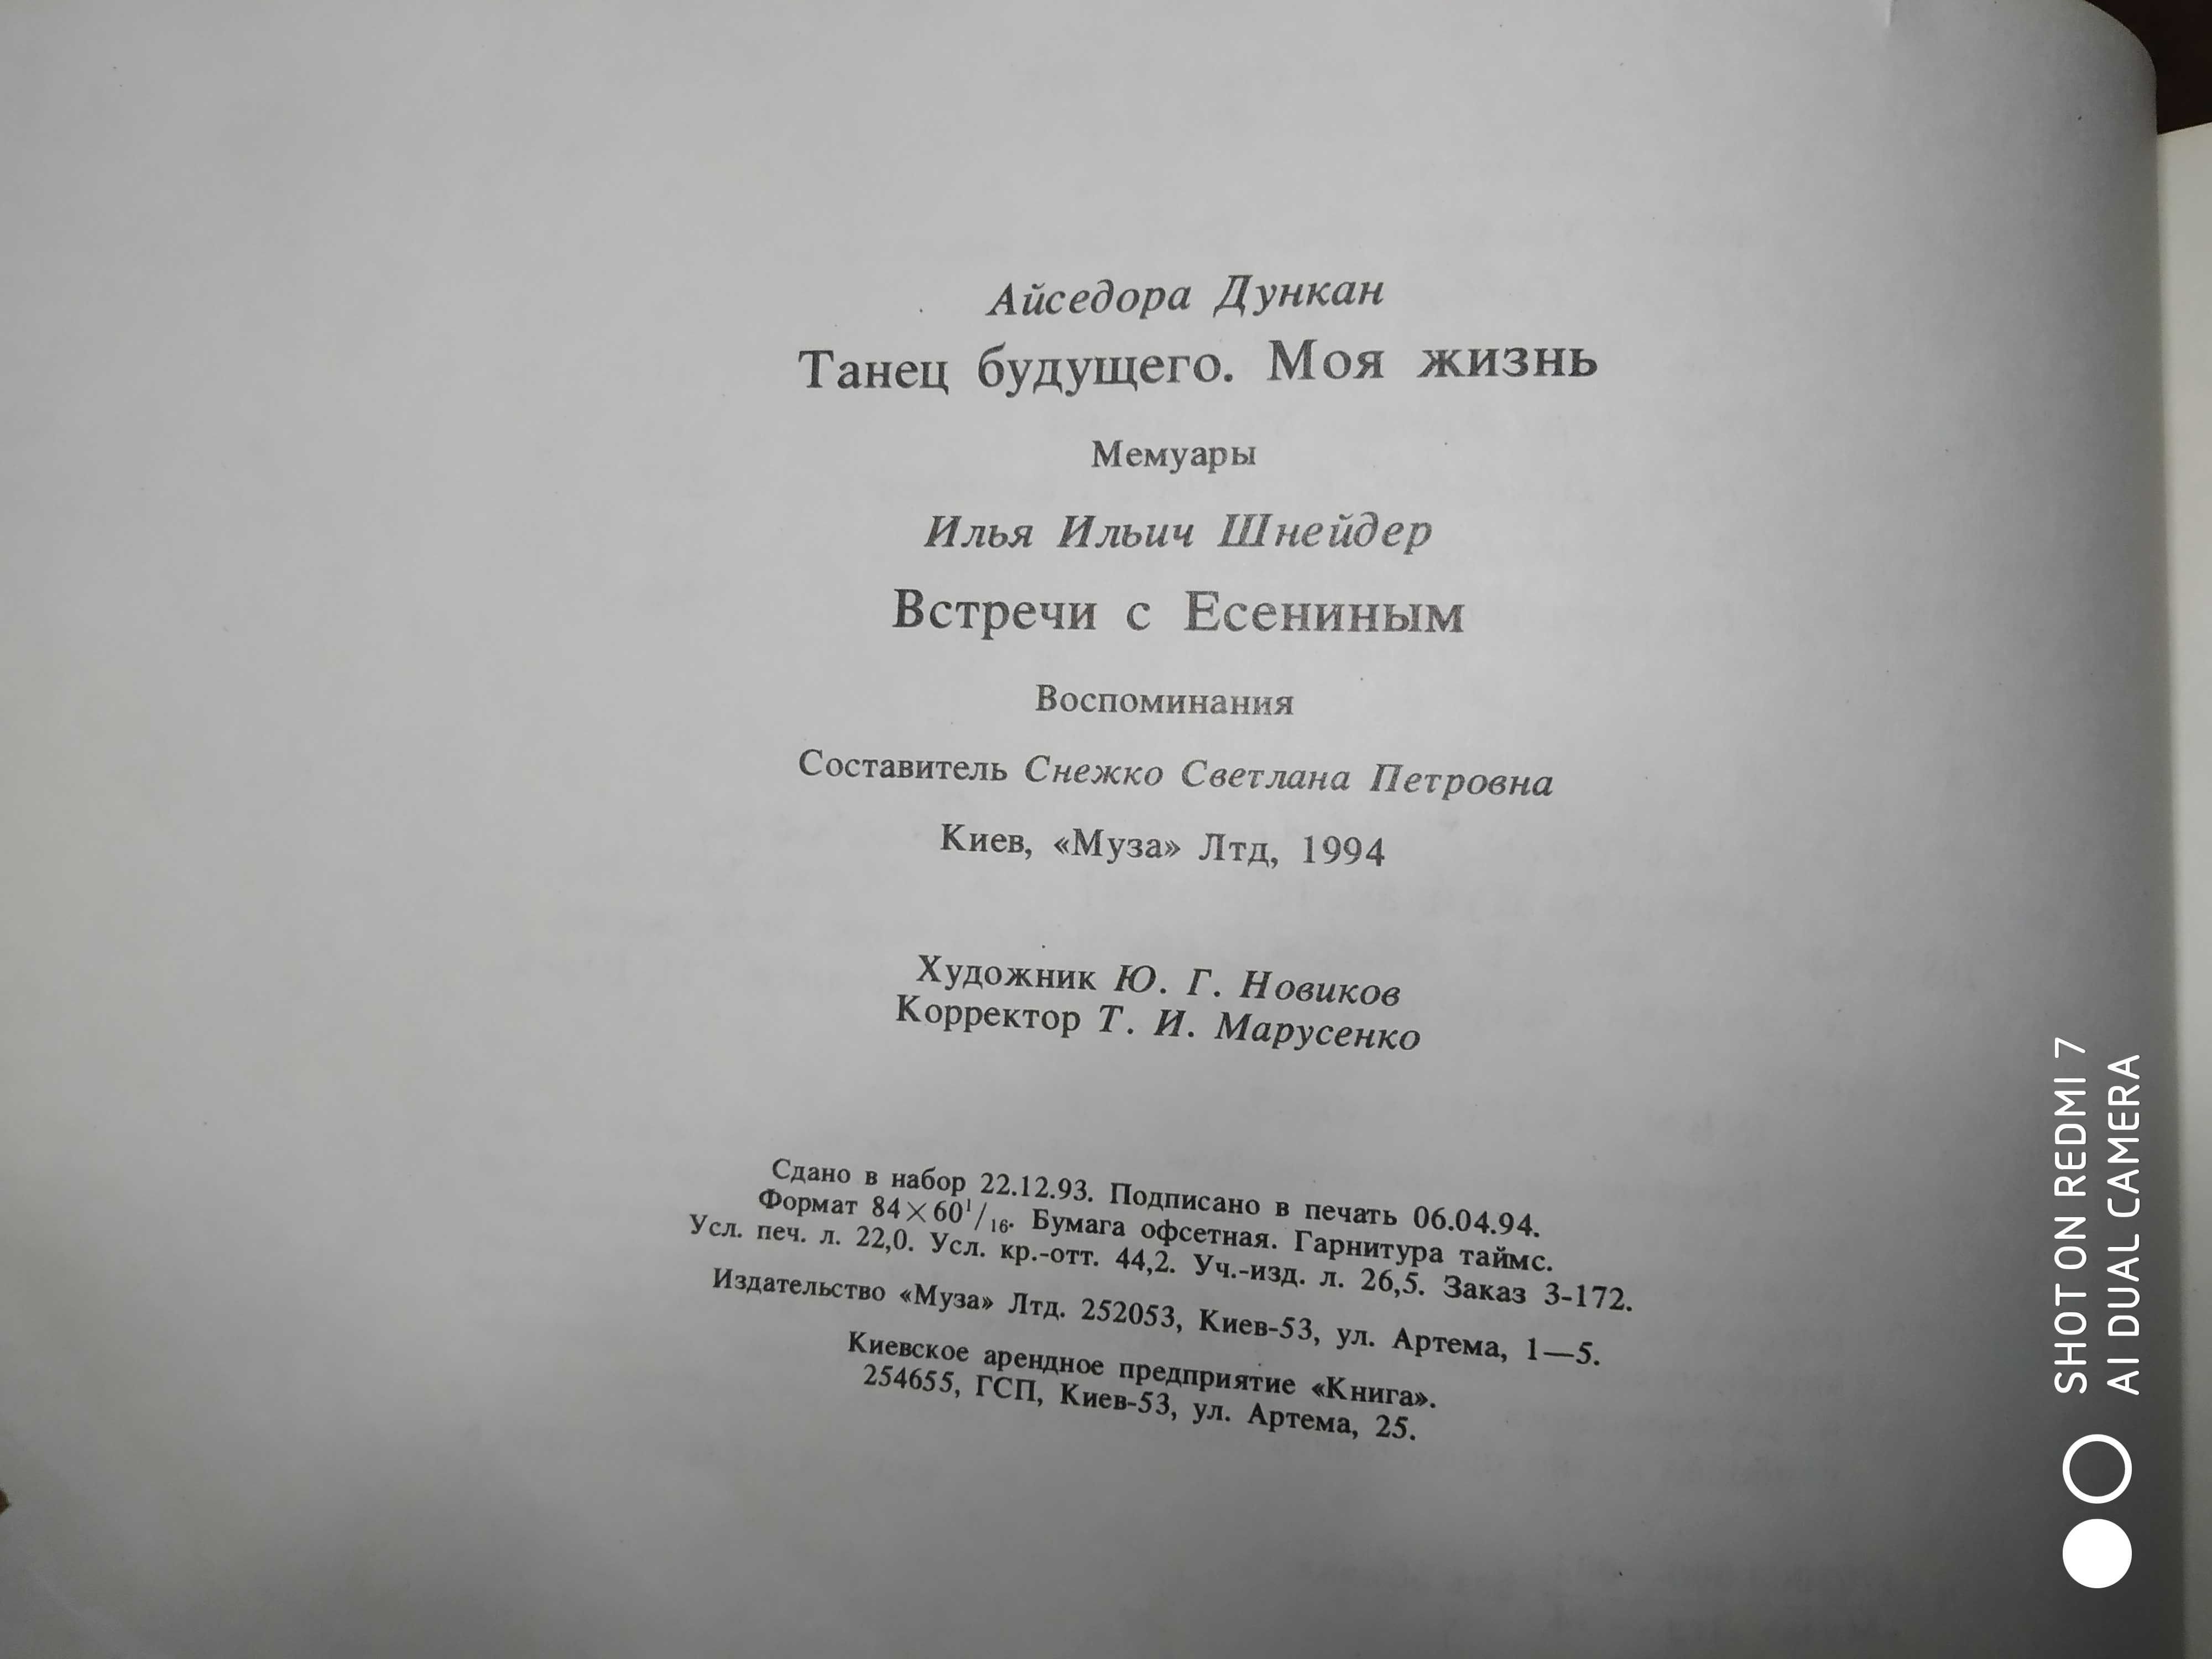 Айседора Дункан
Танец будущего. Моя жизнь
Мемуары
Илья Ильич Шнейдер
Встречи с Есениным
Воспоминания
Составитель Снежко Светлана Петровна
Киев, «Муза» Лтд, 1994
Художник Ю. Г. Новиков
Корректор Т. И. Марусенко
Сдано в набор 22.12.93. Подписано в печать 06.04.94.
Формат 84×60¹/₁₆. Бумага офсетная. Гарнитура таймс.
Усл. печ. л. 22,0. Усл. кр.-отт. 44,2. Уч.-изд. л. 26,5. Заказ 3-172.
Издательство «Муза» Лтд. 252053, Киев-53, ул. Артема, 1—5.
Киевское арендное предприятие «Книга».
254655, ГСП, Киев-53, ул. Артема, 25.
SHOT ON REDMI 7
AI DUAL CAMERA